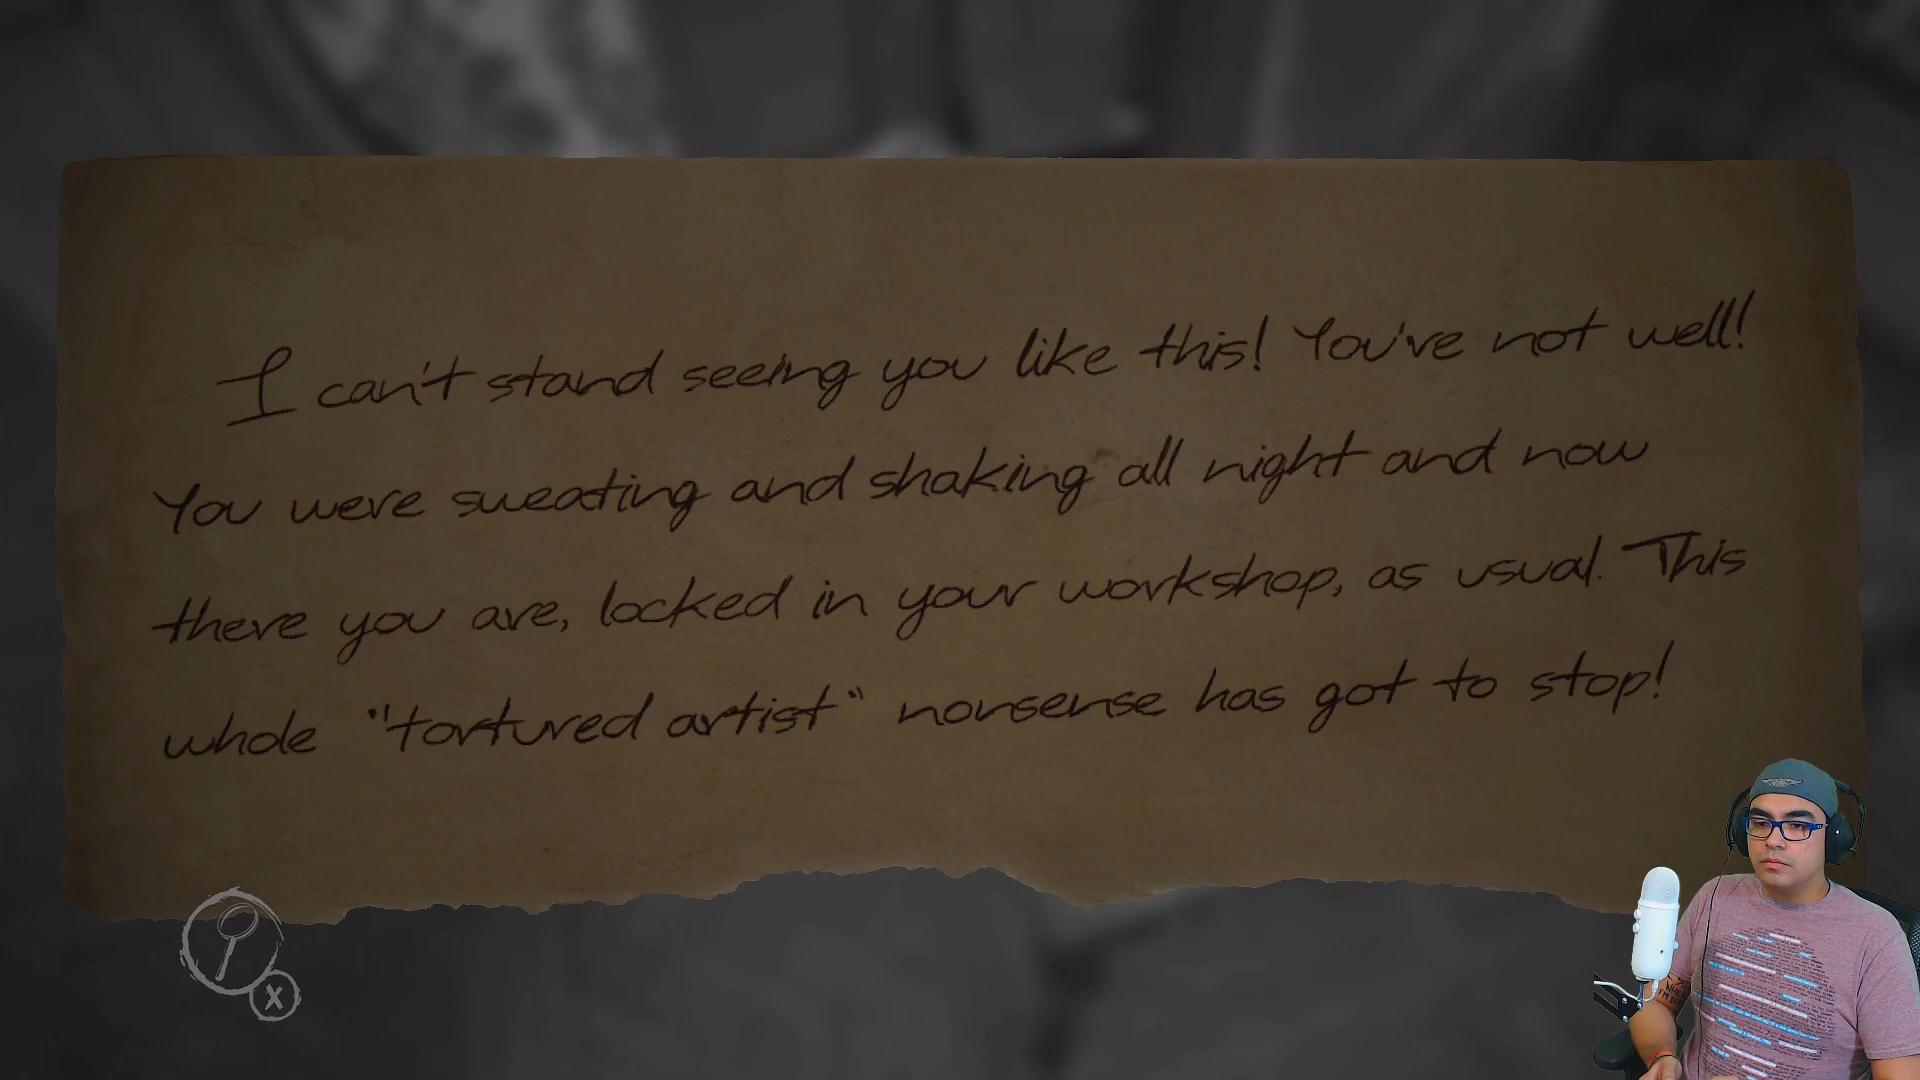 I can't stand seeing you like this! You've not well!
You were sweating and shaking all night and now
there you are, locked in your workshop, as usual. This
whole "tortured artist" nonsense has got to stop!
X